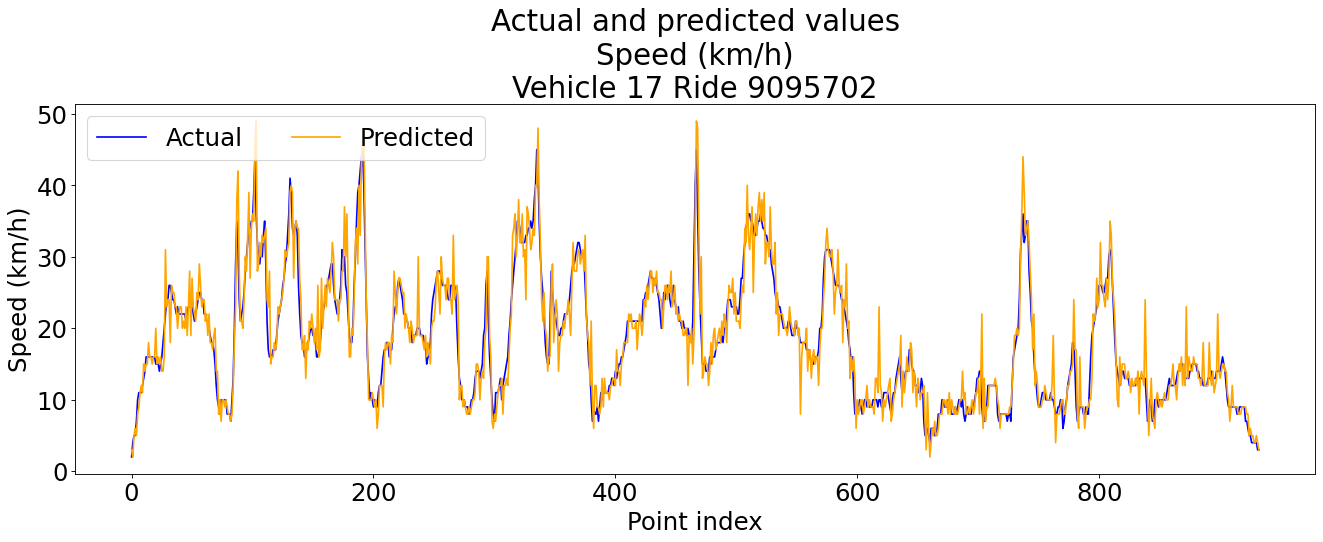 Actual and predicted values
Speed (km/h)
Vehicle 17 Ride 9095702
Actual Predicted
Speed (km/h)
50
40
30
20
10
0
0 200 400 600 800
Point index